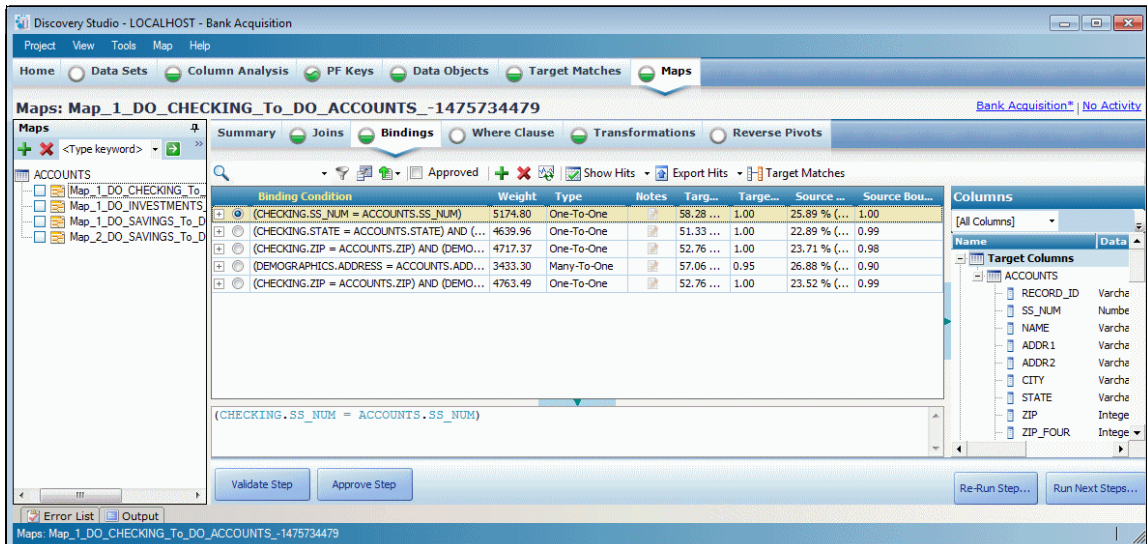 Discovery Studio - LOCALHOST - Bank Acquisition
Project View Tools Map Help
Home Data Sets Column Analysis PF Keys Data Objects Target Matches Maps
Maps: Map_1_DO_CHECKING_To_DO_ACCOUNTS_-1475734479
Bank Acquisition* | No Activity
Maps
<Type keyword>
ACCOUNTS
Map_1_DO_CHECKING_To_
Map_1_DO_INVESTMENTS_
Map_1_DO_SAVINGS_To_D
Map_2_DO_SAVINGS_To_D
Summary Joins Bindings Where Clause Transformations Reverse Pivots
Approved Show Hits Export Hits Target Matches
Binding Condition Weight Type Notes Targ... Targe... Source ... Source Bou...
(CHECKING.SS_NUM = ACCOUNTS.SS_NUM) 5174.80 One-To-One 58.28 ... 1.00 25.89 % (... 1.00
(CHECKING.STATE = ACCOUNTS.STATE) AND (... 4639.96 One-To-One 51.33 ... 1.00 22.89 % (... 0.99
(CHECKING.ZIP = ACCOUNTS.ZIP) AND (DEMO... 4717.37 One-To-One 52.76 ... 1.00 23.71 % (... 0.98
(DEMOGRAPHICS.ADDRESS = ACCOUNTS.ADD... 3433.30 Many-To-One 57.06 ... 0.95 26.88 % (... 0.90
(CHECKING.ZIP = ACCOUNTS.ZIP) AND (DEMO... 4763.49 One-To-One 52.76 ... 1.00 23.52 % (... 0.99
(CHECKING.SS_NUM = ACCOUNTS.SS_NUM)
Validate Step Approve Step
Columns
[All Columns]
Name Data
Target Columns
ACCOUNTS
RECORD_ID Varcha
SS_NUM Numbe
NAME Varcha
ADDR1 Varcha
ADDR2 Varcha
CITY Varcha
STATE Varcha
ZIP Intege
ZIP_FOUR Intege
Re-Run Step... Run Next Steps...
Error List Output
Maps: Map_1_DO_CHECKING_To_DO_ACCOUNTS_-1475734479